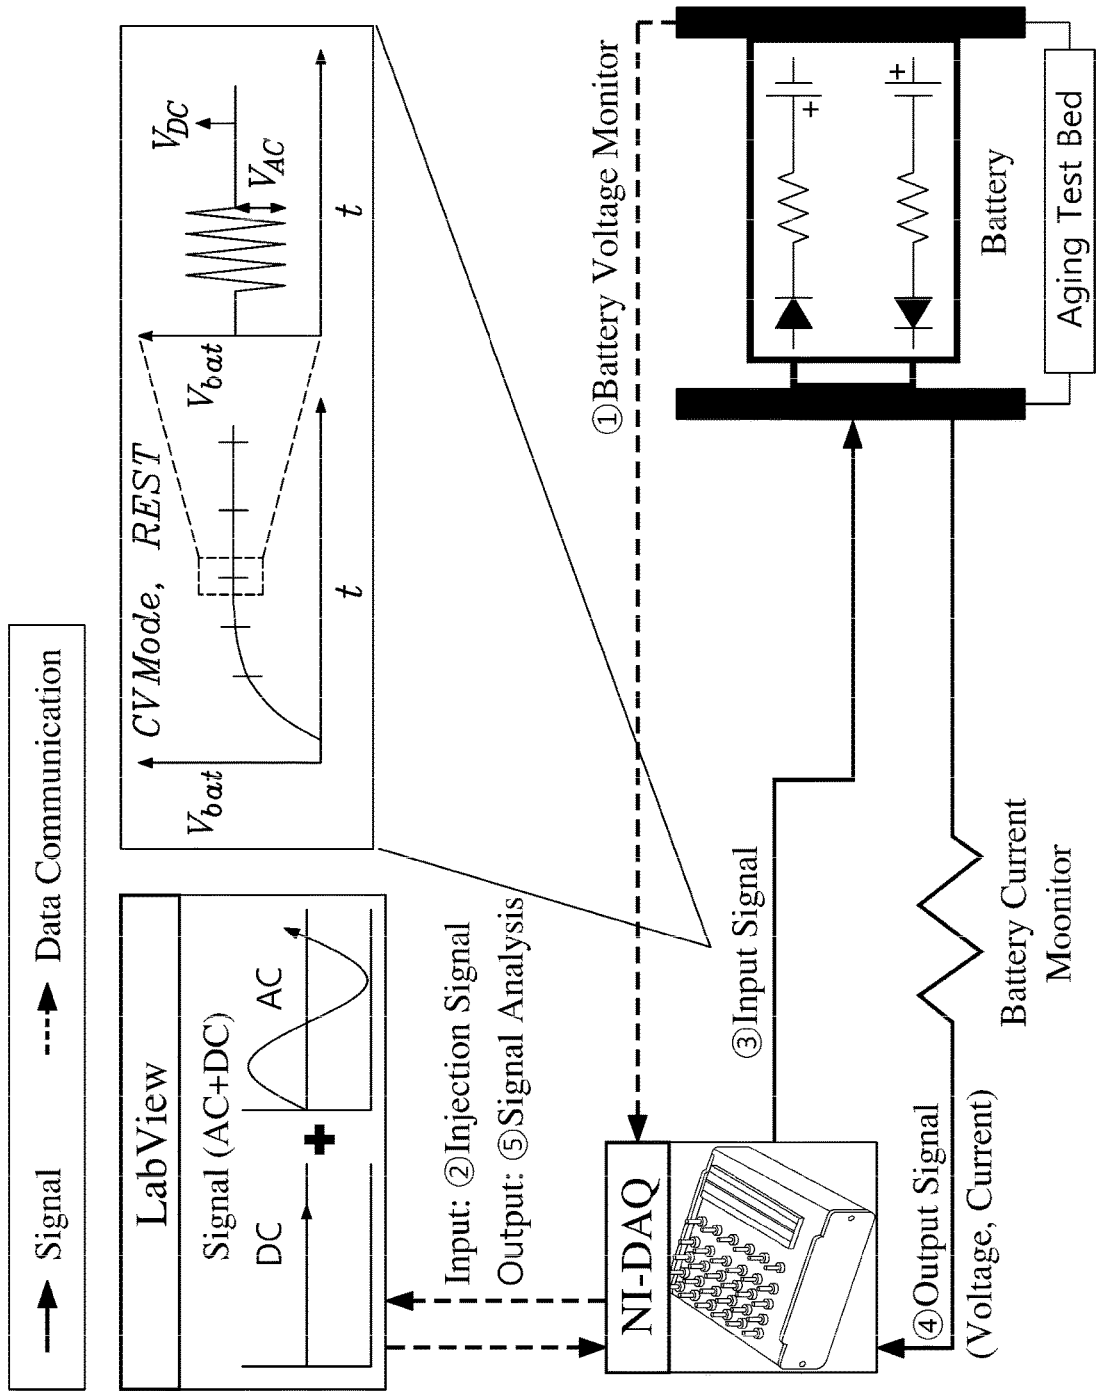 Signal
Data Communication
LabView
Signal (AC+DC)
DC
+
AC
CV Mode, REST
V_bat
t
V_bat
V_DC
V_AC
t
Input: ②Injection Signal
Output: ⑤Signal Analysis
①Battery Voltage Monitor
NI-DAQ
③Input Signal
④Output Signal
(Voltage, Current)
Battery Current
Moonitor
+
+
Battery
Aging Test Bed